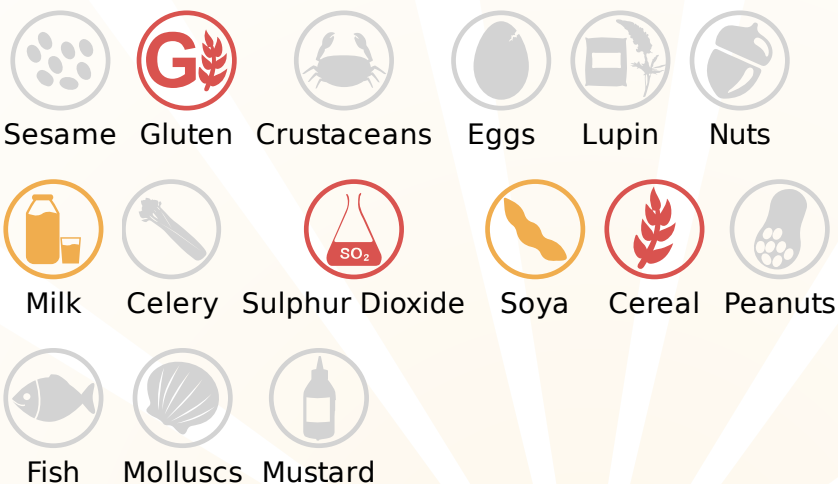 G
Sesame Gluten Crustaceans Eggs Lupin Nuts
SO₂
Milk Celery Sulphur Dioxide Soya Cereal Peanuts
Fish Molluscs Mustard